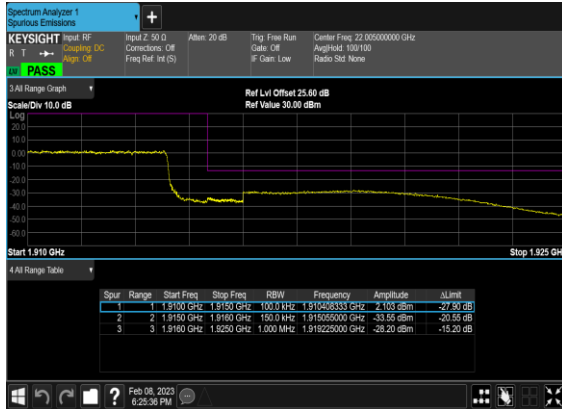 Spectrum Analyzer 1
Spurious Emissions
+
KEYSIGHT Input: RF Input Z: 50 Ω Atten: 20 dB Trig: Free Run Center Freq: 22.005000000 GHz
R T Coupling: DC Corrections: Off Gate: Off Avg|Hold: 100/100
Align: Off Freq Ref: Int (S) IF Gain: Low Radio Std: None
PASS
3 All Range Graph
Ref Lvl Offset 25.60 dB
Scale/Div 10.0 dB Ref Value 30.00 dBm
Log
20.0
10.0
0.00
-10.0
-20.0
-30.0
-40.0
-50.0
-60.0
Start 1.910 GHz Stop 1.925 GH
4 All Range Table
Spur Range Start Freq Stop Freq RBW Frequency Amplitude ΔLimit
1 1 1.9100 GHz 1.9150 GHz 100.0 kHz 1.910408333 GHz 2.103 dBm -27.90 dB
2 2 1.9150 GHz 1.9160 GHz 150.0 kHz 1.915055000 GHz -33.55 dBm -20.55 dB
3 3 1.9160 GHz 1.9250 GHz 1.000 MHz 1.919225000 GHz -28.20 dBm -15.20 dB
? Feb 08, 2023
6:25:36 PM